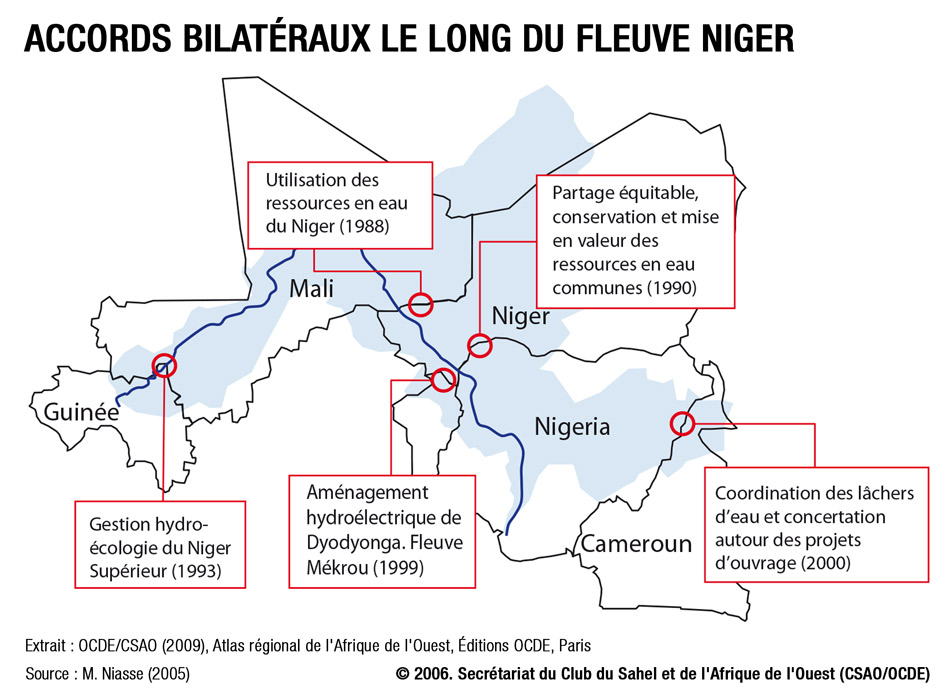 ACCORDS BILATÉRAUX LE LONG DU FLEUVE NIGER
Utilisation des
ressources en eau
du Niger (1988)
Partage équitable,
conservation et mise
en valeur des
ressources en eau
communes (1990)
Mali
Niger
Guinée
Nigeria
Cameroun
Gestion hydro-
écologie du Niger
Supérieur (1993)
Aménagement
hydroélectrique de
Dyodyonga. Fleuve
Mékrou (1999)
Coordination des lâchers
d'eau et concertation
autour des projets
d'ouvrage (2000)
Extrait : OCDE/CSAO (2009), Atlas régional de l'Afrique de l'Ouest, Éditions OCDE, Paris
Source : M. Niasse (2005)
© 2006. Secrétariat du Club du Sahel et de l'Afrique de l'Ouest (CSAO/OCDE)